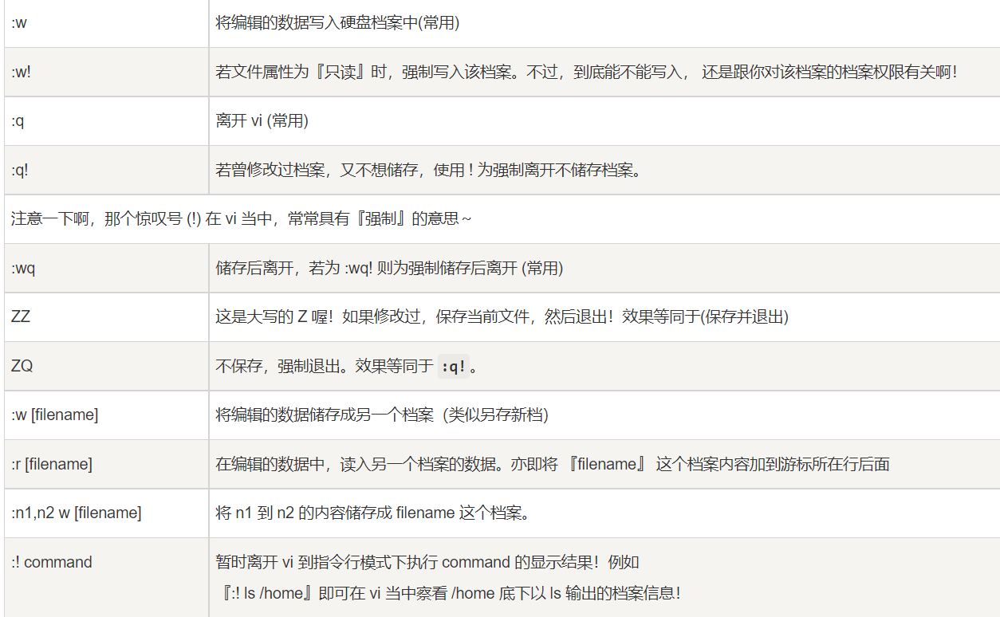 :w 将编辑的数据写入硬盘档案中(常用)
:w! 若文件属性为『只读』时，强制写入该档案。不过，到底能不能写入， 还是跟你对该档案的档案权限有关啊！
:q 离开 vi (常用)
:q! 若曾修改过档案，又不想储存，使用 ! 为强制离开不储存档案。
注意一下啊，那个惊叹号 (!) 在 vi 当中，常常具有『强制』的意思～
:wq 储存后离开，若为 :wq! 则为强制储存后离开 (常用)
ZZ 这是大写的 Z 喔！如果修改过，保存当前文件，然后退出！效果等同于(保存并退出)
ZQ 不保存，强制退出。效果等同于 :q!。
:w [filename] 将编辑的数据储存成另一个档案（类似另存新档）
:r [filename] 在编辑的数据中，读入另一个档案的数据。亦即将 『filename』 这个档案内容加到游标所在行后面
:n1,n2 w [filename] 将 n1 到 n2 的内容储存成 filename 这个档案。
:! command 暂时离开 vi 到指令行模式下执行 command 的显示结果！例如
『:! ls /home』即可在 vi 当中察看 /home 底下以 ls 输出的档案信息！